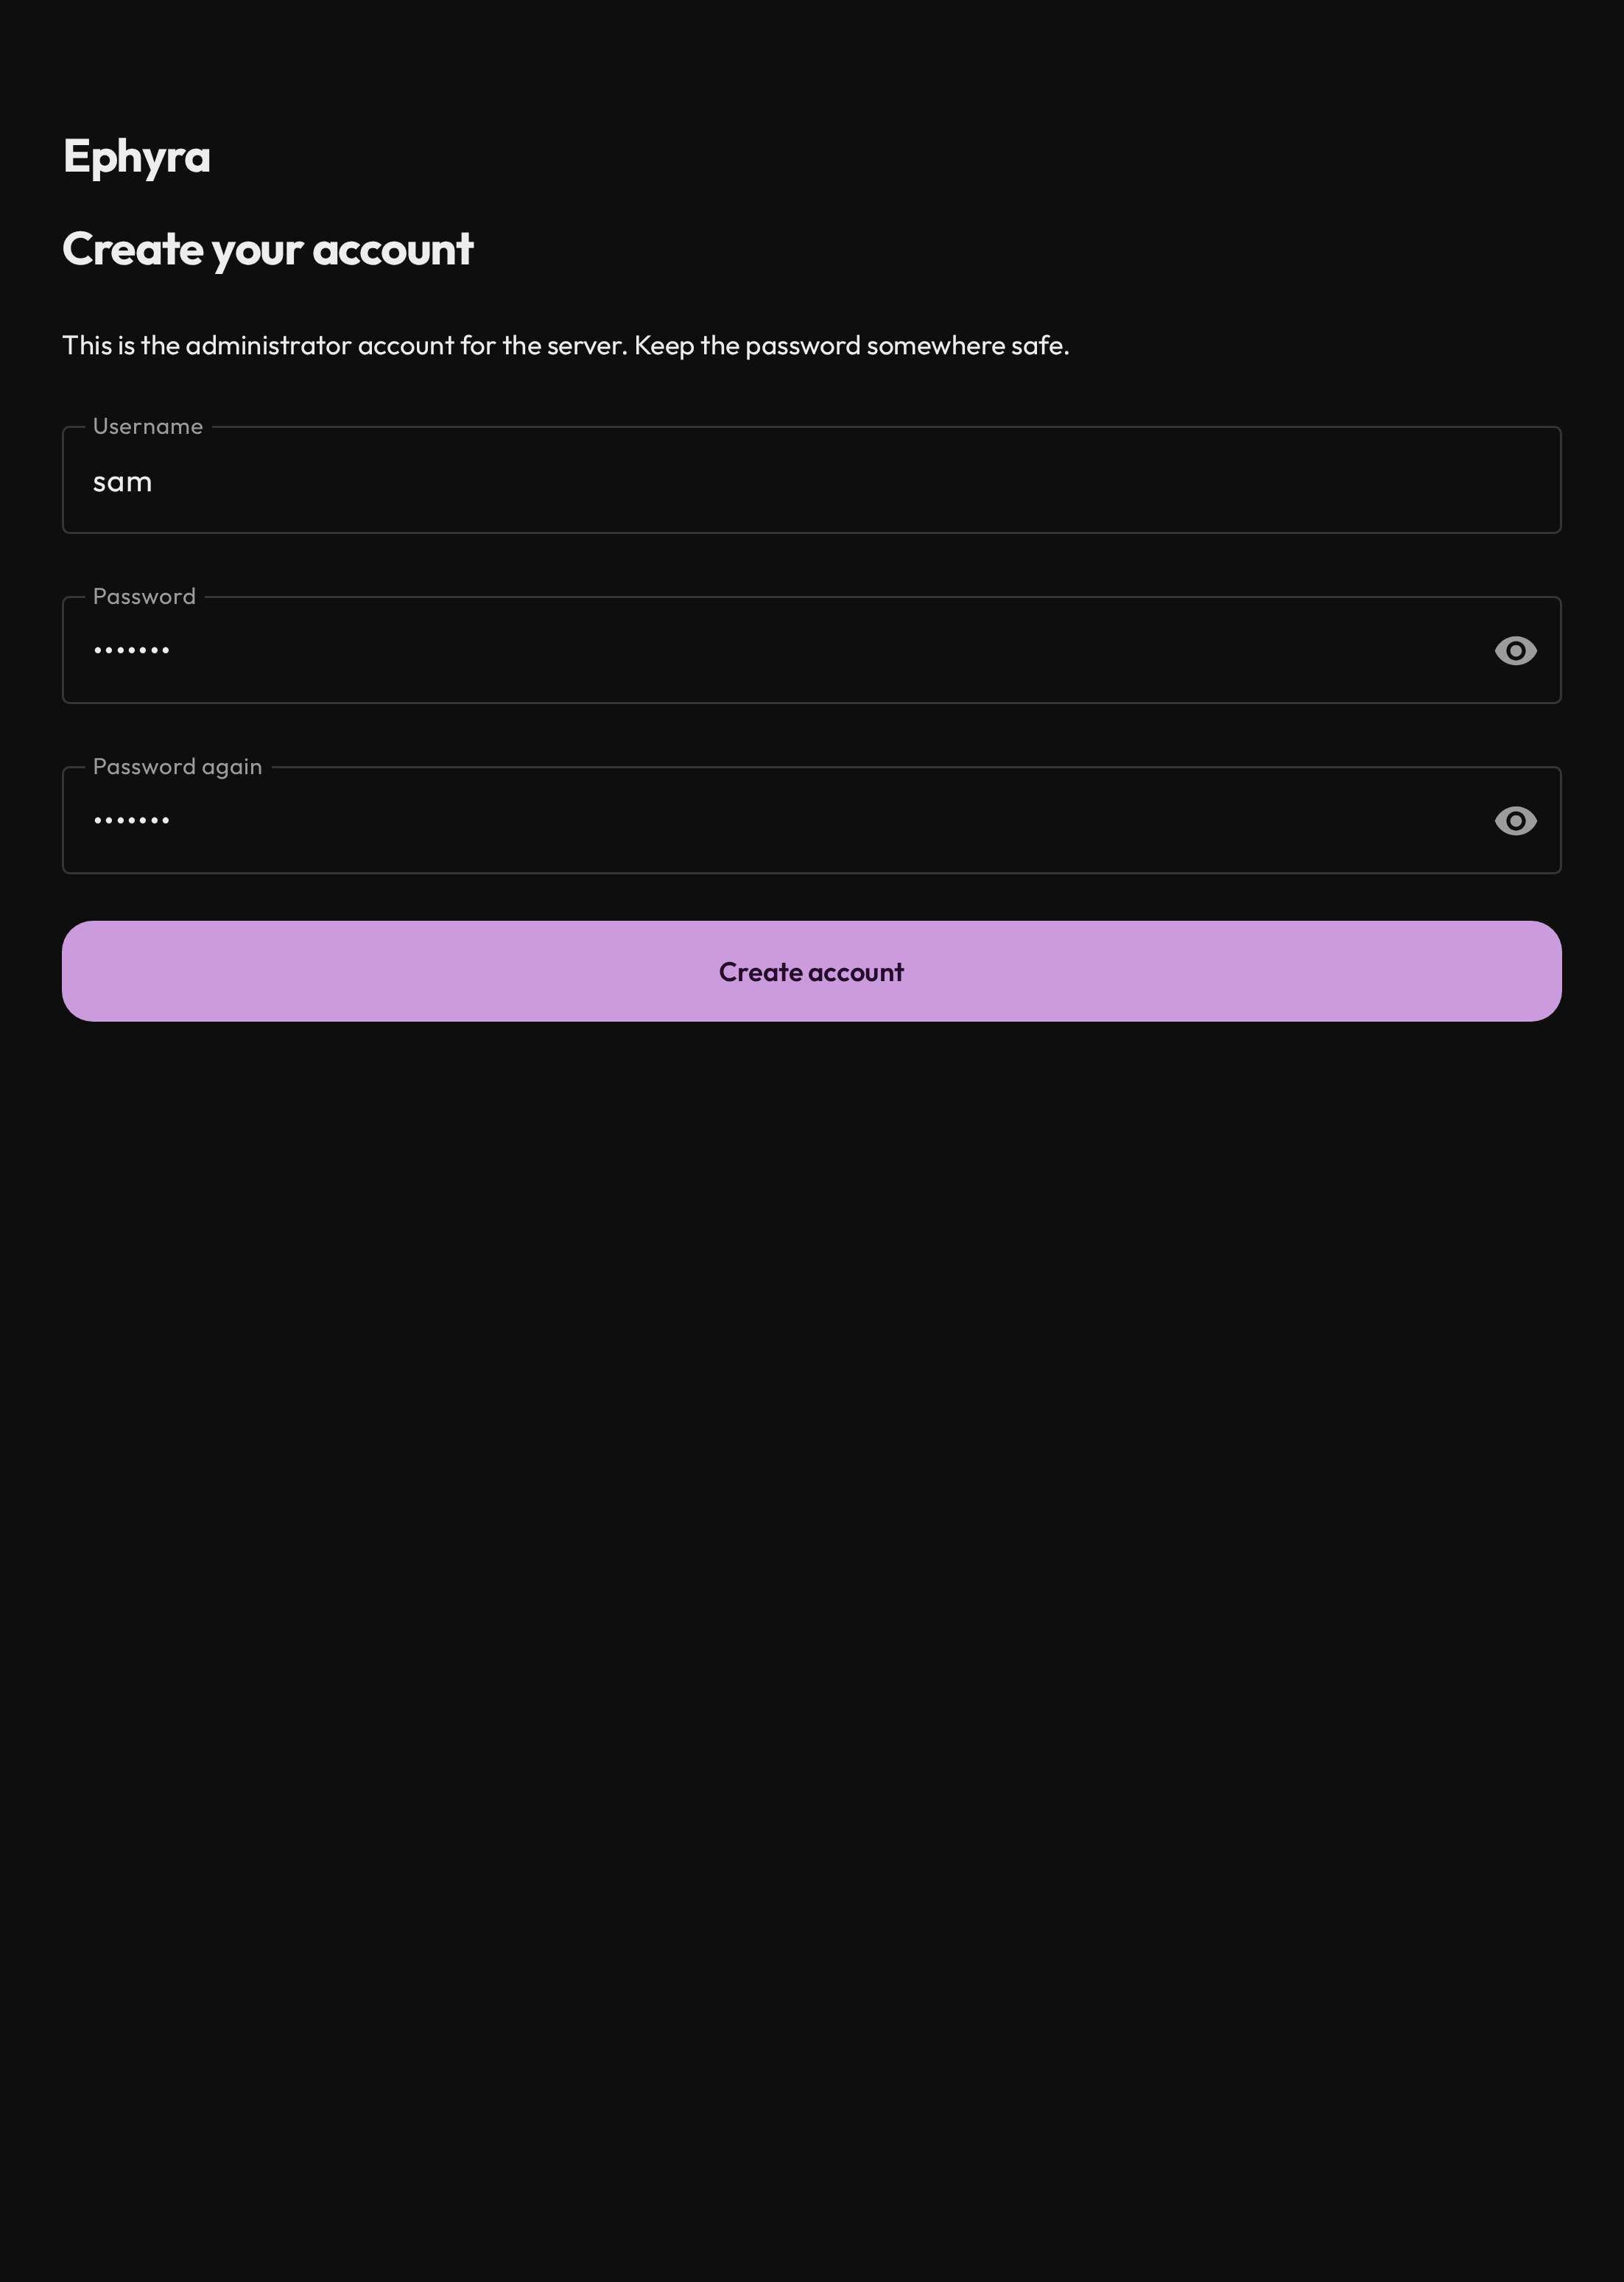 Ephyra
Create your account
This is the administrator account for the server. Keep the password somewhere safe.
Username
sam
Password
•••••••
Password again
•••••••
Create account